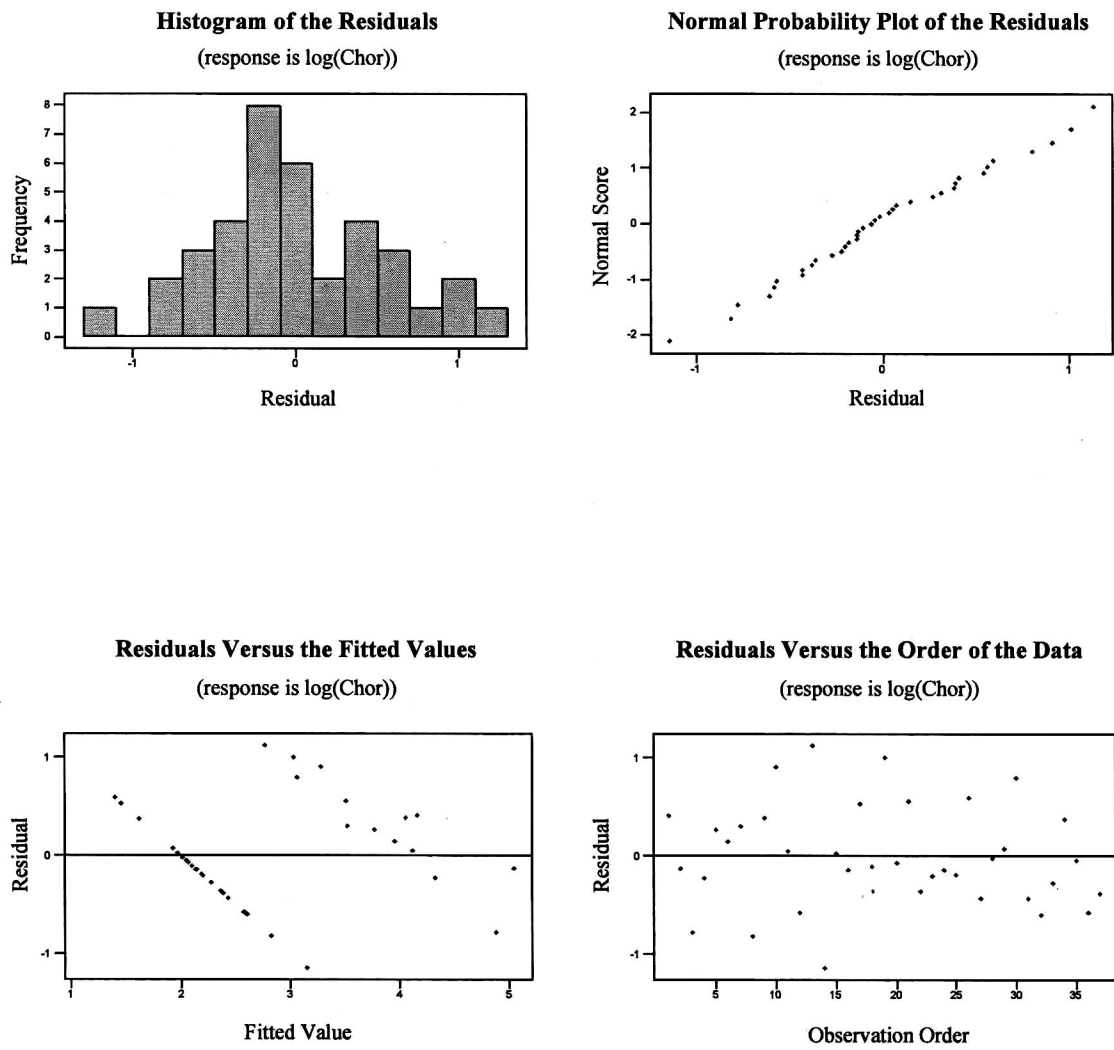 Histogram of the Residuals
(response is log(Chor))
8
7
6
5
4
3
2
1
0
Frequency
-1 0 1
Residual
Normal Probability Plot of the Residuals
(response is log(Chor))
2
1
0
-1
-2
Normal Score
-1 0 1
Residual
Residuals Versus the Fitted Values
(response is log(Chor))
1
0
-1
Residual
1 2 3 4 5
Fitted Value
Residuals Versus the Order of the Data
(response is log(Chor))
1
0
-1
Residual
5 10 15 20 25 30 35
Observation Order